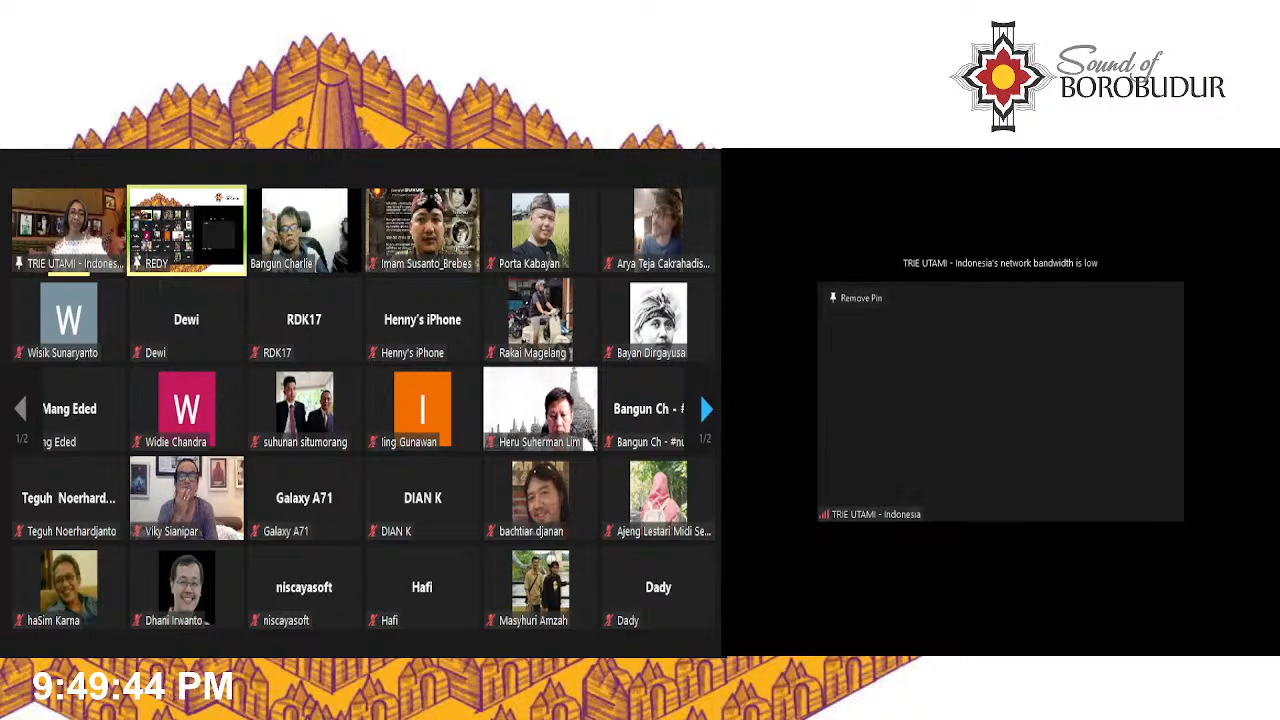 Sound of
BOROBUDUR
TRIE UTAMI - Indones...
REDY
Bangun Charlie
Imam Susanto_Brebes
Porta Kabayan
Arya Teja Cakrahadis...
W
Wisik Sunaryanto
Dewi
Dewi
RDK17
RDK17
Henny's iPhone
Henny's iPhone
Rakai Magelang
Bayan Dirgayusa
Mang Eded
ng Eded
W
Widie Chandra
suhunan situmorang
I
Iing Gunawan
Heru Suherman Lim
Bangun Ch - #
Bangun Ch - #nu
1/2
1/2
Teguh Noerhard...
Teguh Noerhardjanto
Viky Sianipar
Galaxy A71
Galaxy A71
DIAN K
DIAN K
bachtiar djanan
Ajeng Lestari Midi Se...
haSim Karna
Dhani Irwanto
niscayasoft
niscayasoft
Hafi
Hafi
Masyhuri Amzah
Dady
Dady
TRIE UTAMI - Indonesia's network bandwidth is low
Remove Pin
TRIE UTAMI - Indonesia
9:49:44 PM